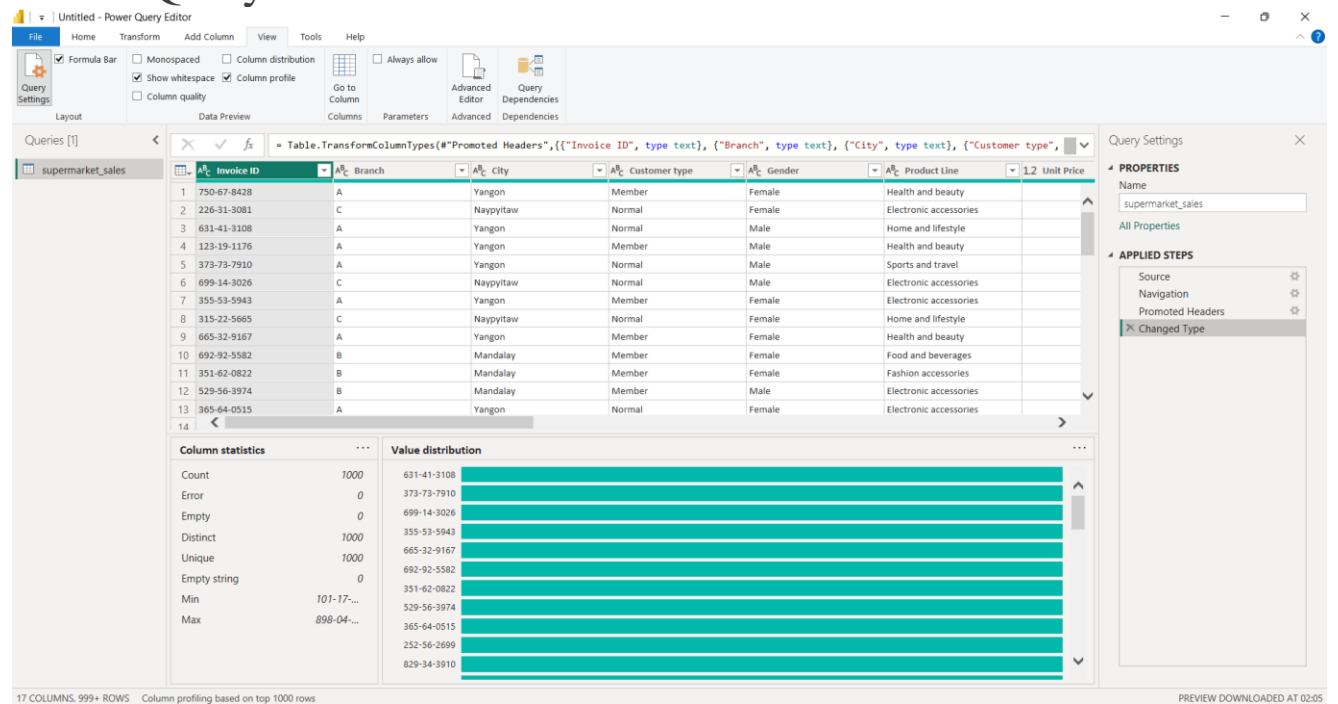 Query
Untitled - Power Query Editor
File Home Transform Add Column View Tools Help
Query Settings
Formula Bar
Layout
Monospaced Column distribution
Show whitespace Column profile
Column quality
Data Preview
Go to Column
Columns
Always allow
Parameters
Advanced Editor
Advanced
Query Dependencies
Dependencies
Queries [1]
supermarket_sales
fx = Table.TransformColumnTypes(#"Promoted Headers",{{"Invoice ID", type text}, {"Branch", type text}, {"City", type text}, {"Customer type",
ABC Invoice ID ABC Branch ABC City ABC Customer type ABC Gender ABC Product Line 1.2 Unit Price
1 750-67-8428 A Yangon Member Female Health and beauty
2 226-31-3081 C Naypyitaw Normal Female Electronic accessories
3 631-41-3108 A Yangon Normal Male Home and lifestyle
4 123-19-1176 A Yangon Member Male Health and beauty
5 373-73-7910 A Yangon Normal Male Sports and travel
6 699-14-3026 C Naypyitaw Normal Male Electronic accessories
7 355-53-5943 A Yangon Member Female Electronic accessories
8 315-22-5665 C Naypyitaw Normal Female Home and lifestyle
9 665-32-9167 A Yangon Member Female Health and beauty
10 692-92-5582 B Mandalay Member Female Food and beverages
11 351-62-0822 B Mandalay Member Female Fashion accessories
12 529-56-3974 B Mandalay Member Male Electronic accessories
13 365-64-0515 A Yangon Normal Female Electronic accessories
14
Column statistics
Count 1000
Error 0
Empty 0
Distinct 1000
Unique 1000
Empty string 0
Min 101-17-...
Max 898-04-...
Value distribution
631-41-3108
373-73-7910
699-14-3026
355-53-5943
665-32-9167
692-92-5582
351-62-0822
529-56-3974
365-64-0515
252-56-2699
829-34-3910
Query Settings
PROPERTIES
Name
supermarket_sales
All Properties
APPLIED STEPS
Source
Navigation
Promoted Headers
Changed Type
17 COLUMNS, 999+ ROWS Column profiling based on top 1000 rows
PREVIEW DOWNLOADED AT 02:05